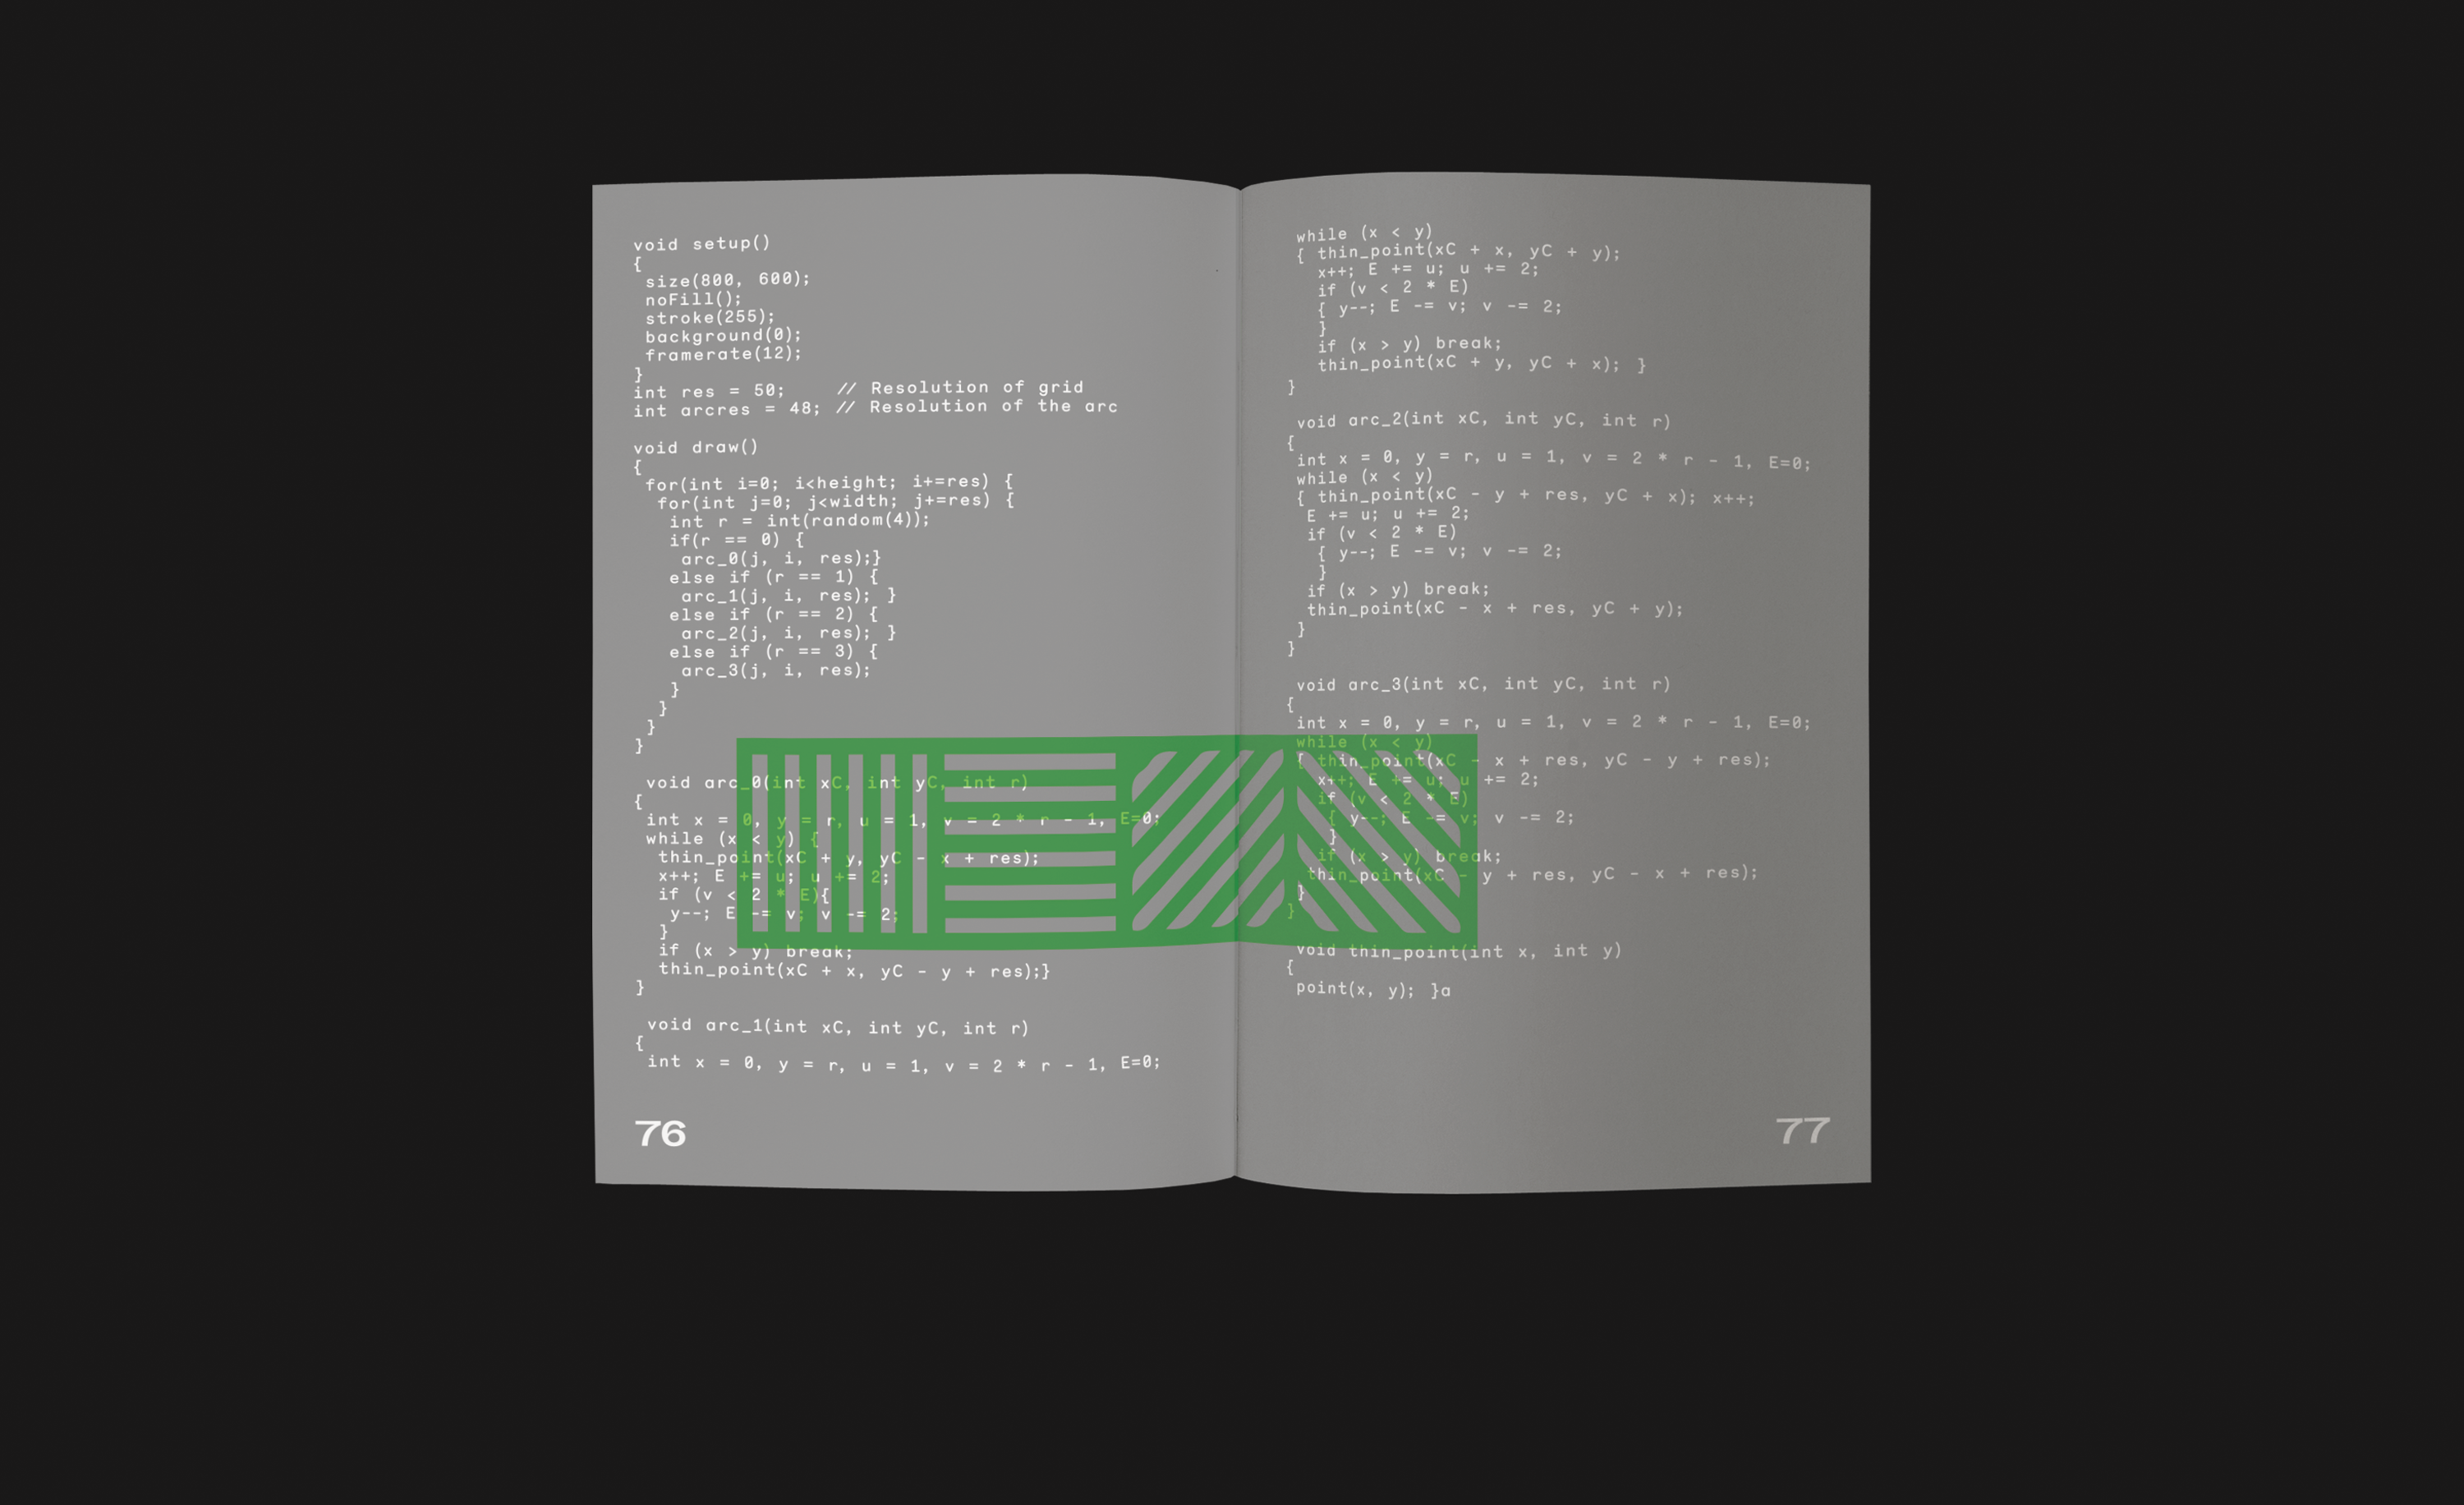 void setup()
{
size(800, 600);
noFill();
stroke(255);
background(0);
framerate(12);
}
int res = 50; // Resolution of grid
int arcres = 48; // Resolution of the arc
void draw()
{
for(int i=0; i<height; i+=res) {
for(int j=0; j<width; j+=res) {
int r = int(random(4));
if(r == 0) {
arc_0(j, i, res);}
else if (r == 1) {
arc_1(j, i, res); }
else if (r == 2) {
arc_2(j, i, res); }
else if (r == 3) {
arc_3(j, i, res);
}
}
}
}
void arc_0(int xC, int yC, int r)
{
int x = 0, y = r, u = 1, v = 2 * r - 1, E=0;
while (x < y) {
thin_point(xC + y, yC - x + res);
x++; E += u; u += 2;
if (v < 2 * E){
y--; E -= v; v -= 2;
}
if (x > y) break;
thin_point(xC + x, yC - y + res);}
}
void arc_1(int xC, int yC, int r)
{
int x = 0, y = r, u = 1, v = 2 * r - 1, E=0;
76
while (x < y)
{ thin_point(xC + x, yC + y);
x++; E += u; u += 2;
if (v < 2 * E)
{ y--; E -= v; v -= 2;
}
if (x > y) break;
thin_point(xC + y, yC + x); }
}
void arc_2(int xC, int yC, int r)
{
int x = 0, y = r, u = 1, v = 2 * r - 1, E=0;
while (x < y)
{ thin_point(xC - y + res, yC + x); x++;
E += u; u += 2;
if (v < 2 * E)
{ y--; E -= v; v -= 2;
}
if (x > y) break;
thin_point(xC - x + res, yC + y);
}
}
void arc_3(int xC, int yC, int r)
{
int x = 0, y = r, u = 1, v = 2 * r - 1, E=0;
while (x < y)
{ thin_point(xC - x + res, yC - y + res);
x++; E += u; u += 2;
if (v < 2 * E)
{ y--; E -= v; v -= 2;
}
if (x > y) break;
thin_point(xC - y + res, yC - x + res);
}
}
void thin_point(int x, int y)
{
point(x, y); }a
77